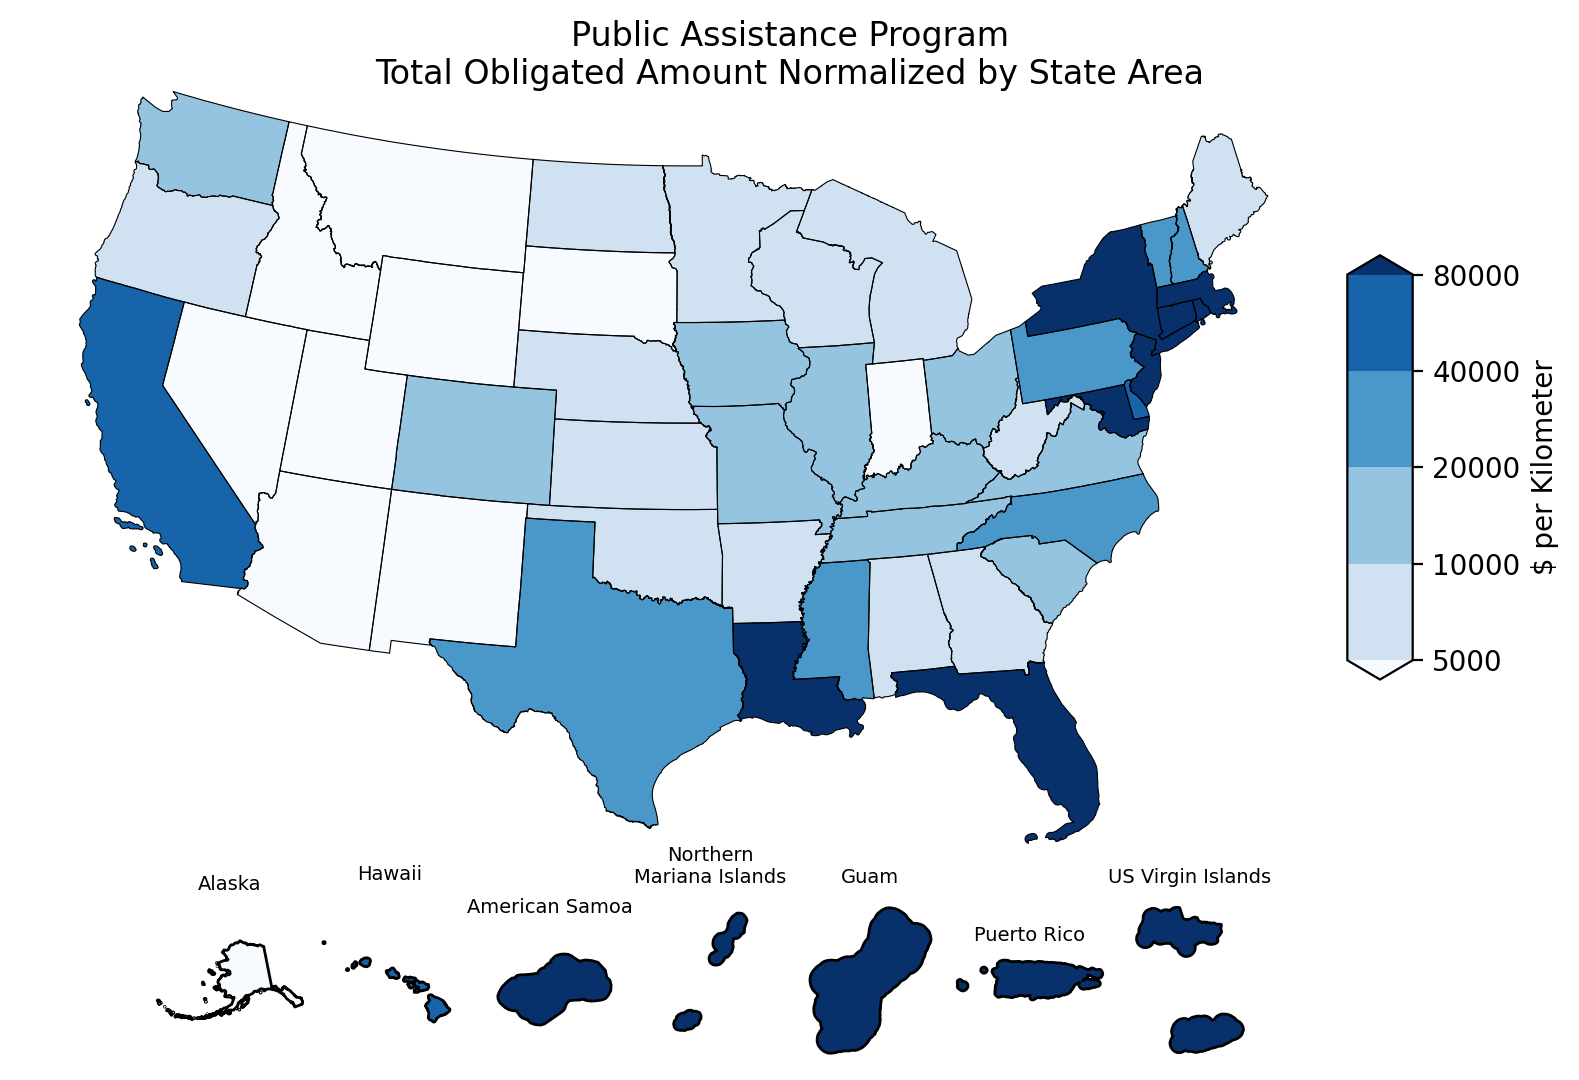 Public Assistance Program
Total Obligated Amount Normalized by State Area
80000
40000
20000
10000
5000
$ per Kilometer
Alaska
Hawaii
American Samoa
Northern
Mariana Islands
Guam
Puerto Rico
US Virgin Islands